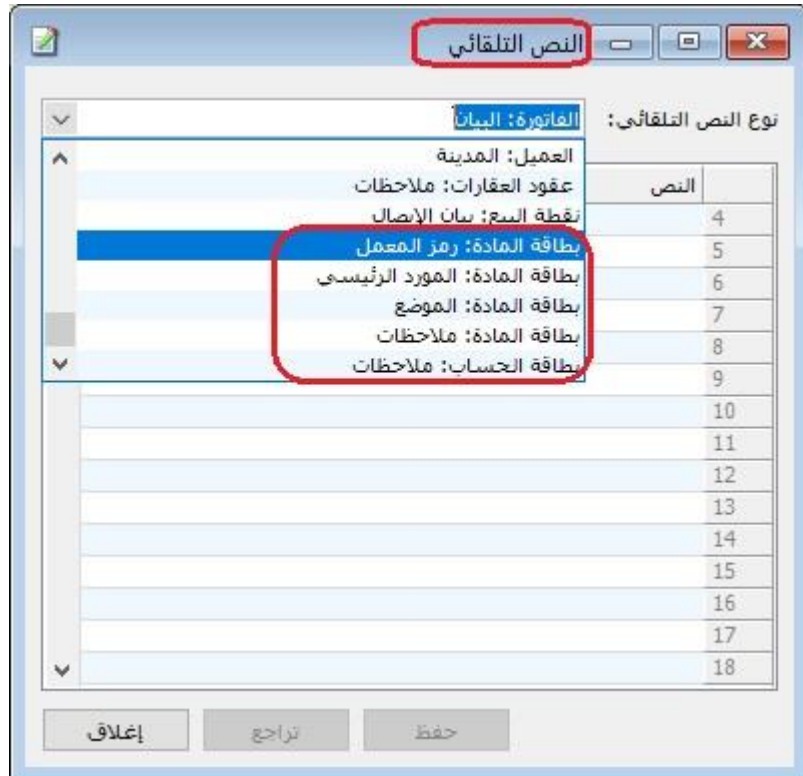 النص التلقائي
نوع النص التلقائي:
الفاتورة: البيان
العميل: المدينة
عقود العقارات: ملاحظات
نقطة البيع: بيان الإيصال
بطاقة المادة: رمز المعمل
بطاقة المادة: المورد الرئيسي
بطاقة المادة: الموضع
بطاقة المادة: ملاحظات
بطاقة الحساب: ملاحظات
النص
4
5
6
7
8
9
10
11
12
13
14
15
16
17
18
حفظ
تراجع
إغلاق